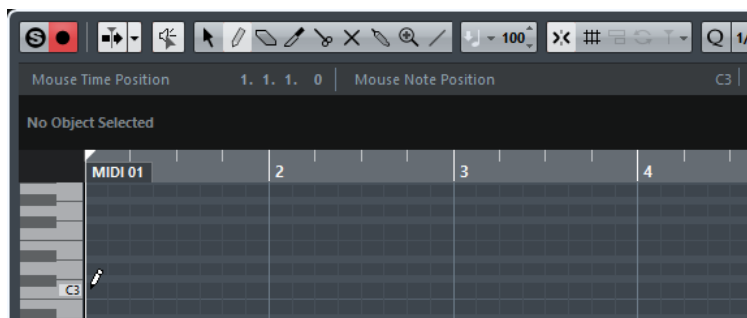 S 100 Q 1/
Mouse Time Position 1. 1. 1. 0 Mouse Note Position C3
No Object Selected
MIDI 01 2 3 4
C3